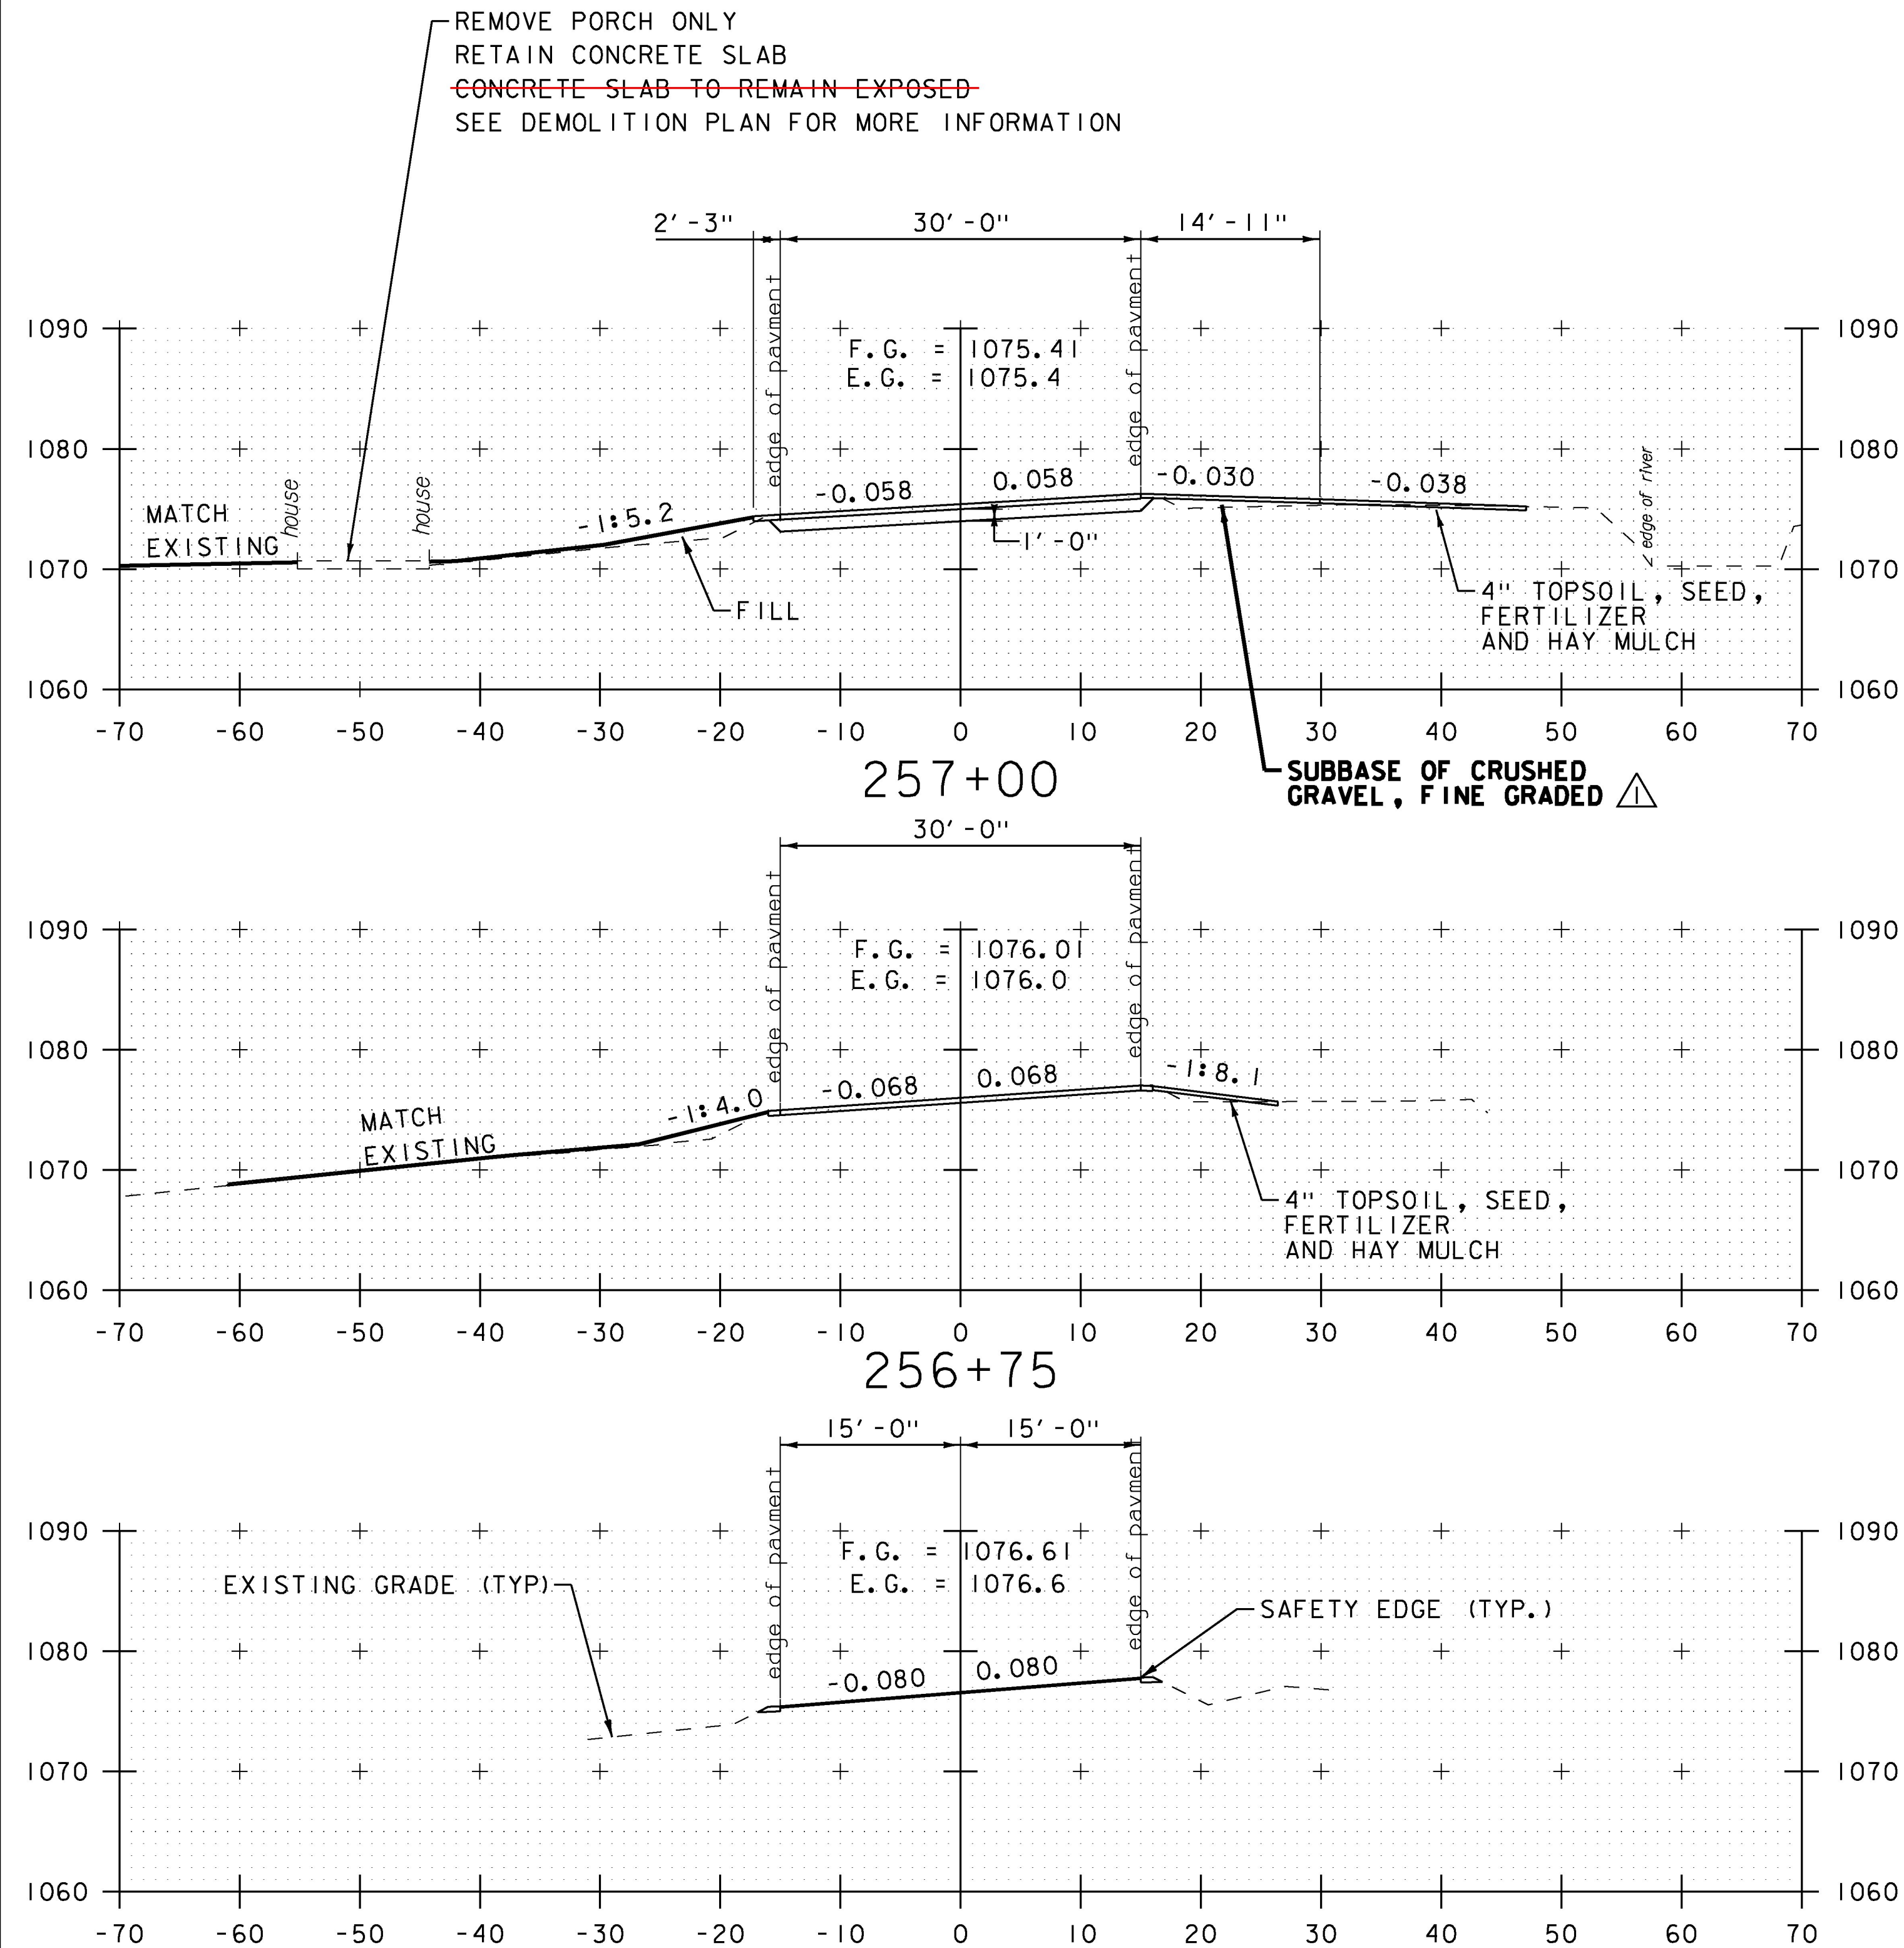 REMOVE PORCH ONLY
RETAIN CONCRETE SLAB
CONCRETE SLAB TO REMAIN EXPOSED
SEE DEMOLITION PLAN FOR MORE INFORMATION
2'-3" 30'-0" 14'-11"
edge of pavment
edge of pavment
1090 1090
F.G. = 1075.41
E.G. = 1075.4
1080 1080
house
house
edge of river
MATCH
EXISTING
-1:5.2
-0.058 0.058
-0.030
-0.038
1'-0"
1070 1070
FILL
4" TOPSOIL, SEED,
FERTILIZER
AND HAY MULCH
1060 1060
-70 -60 -50 -40 -30 -20 -10 0 10 20 30 40 50 60 70
SUBBASE OF CRUSHED
GRAVEL, FINE GRADED 1
257+00
30'-0"
edge of pavment
edge of pavment
1090 1090
F.G. = 1076.01
E.G. = 1076.0
1080 1080
MATCH
EXISTING
-1:4.0
-0.068 0.068
-1:8.1
1070 1070
4" TOPSOIL, SEED,
FERTILIZER
AND HAY MULCH
1060 1060
-70 -60 -50 -40 -30 -20 -10 0 10 20 30 40 50 60 70
256+75
15'-0" 15'-0"
edge of pavment
edge of pavment
1090 1090
F.G. = 1076.61
E.G. = 1076.6
EXISTING GRADE (TYP)
SAFETY EDGE (TYP.)
1080 1080
-0.080 0.080
1070 1070
1060 1060
-70 -60 -50 -40 -30 -20 -10 0 10 20 30 40 50 60 70